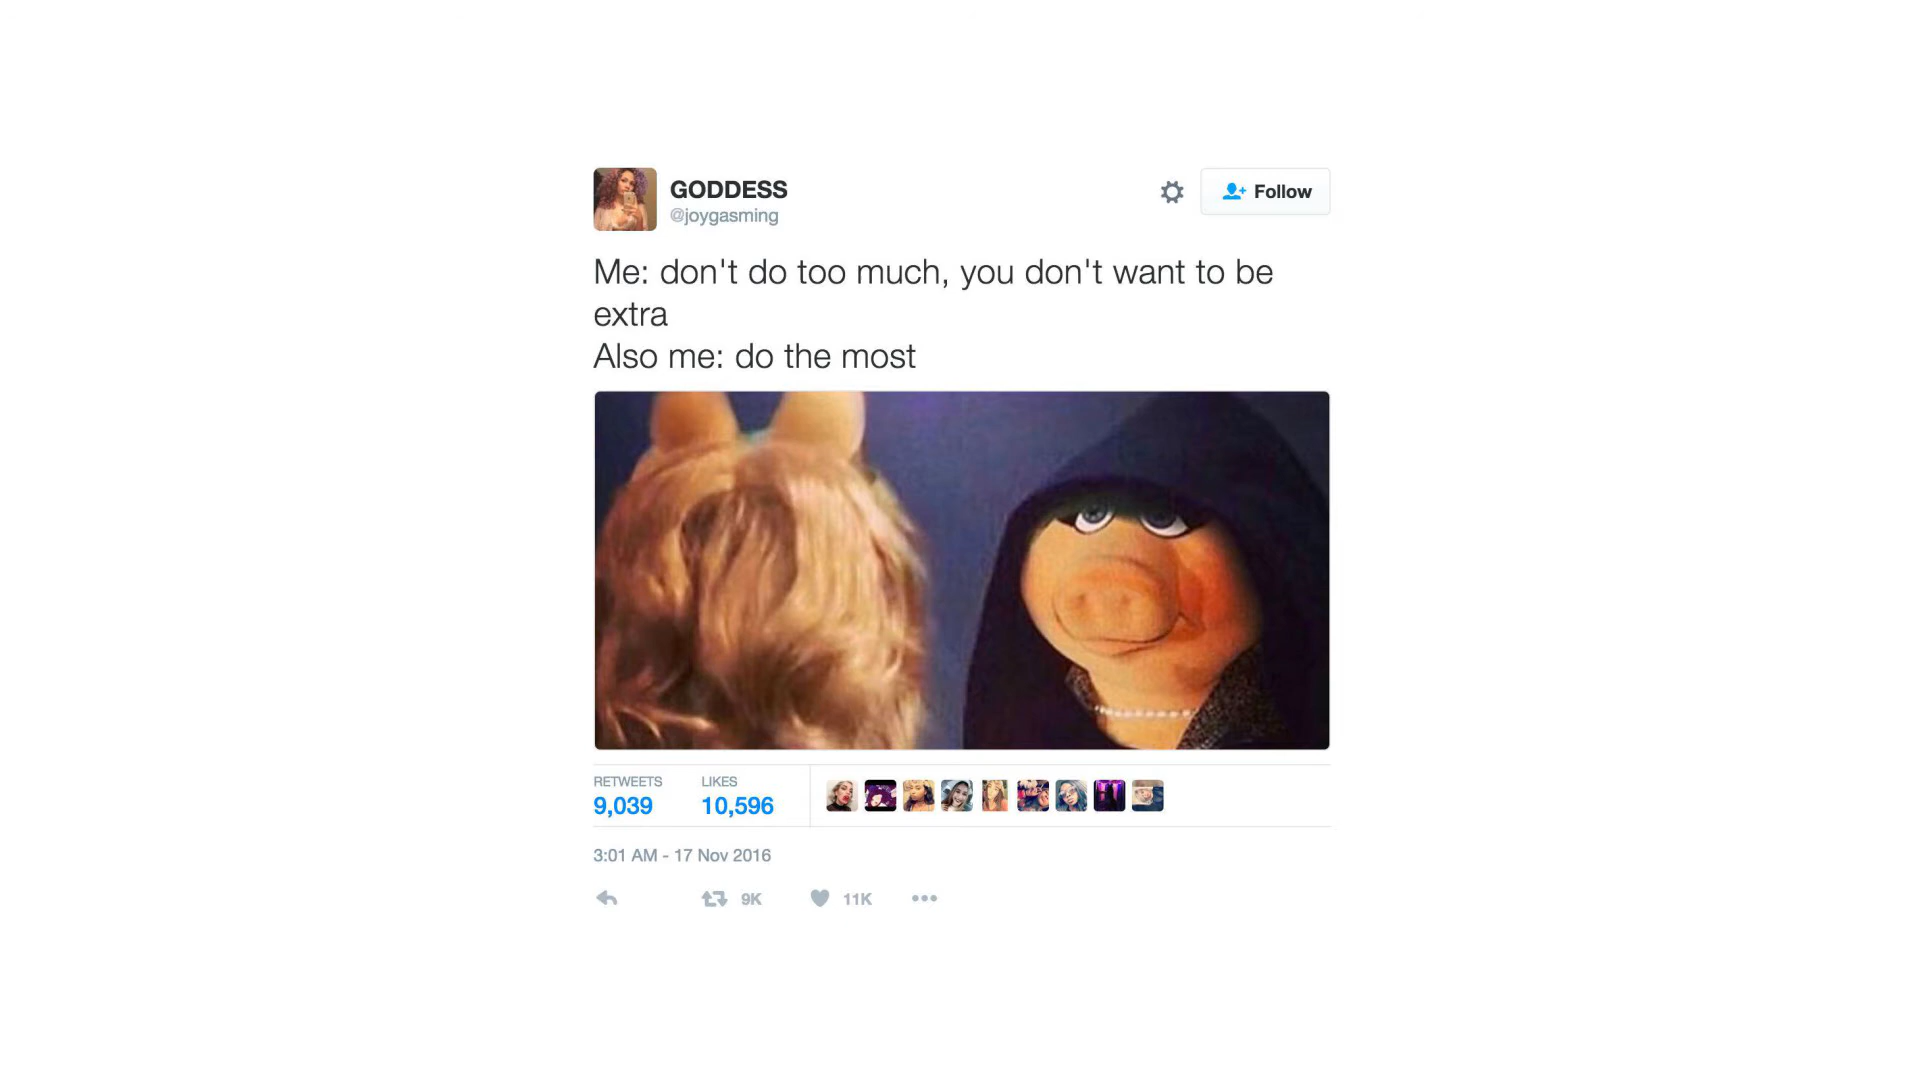 GODDESS
@joygasming
Follow
Me: don't do too much, you don't want to be
extra
Also me: do the most
RETWEETS
9,039
LIKES
10,596
3:01 AM - 17 Nov 2016
9K
11K